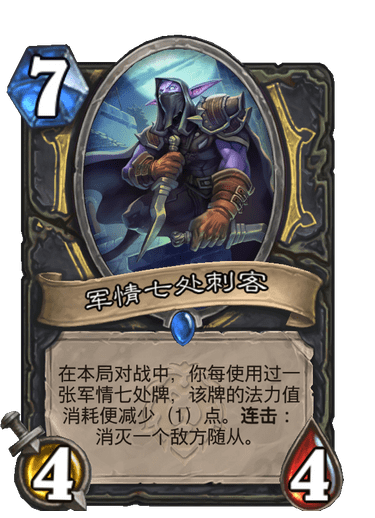 7
军情七处刺客
在本局对战中，你每使用过一
张军情七处牌，该牌的法力值
消耗便减少（1）点。连击：
消灭一个敌方随从。
4
4